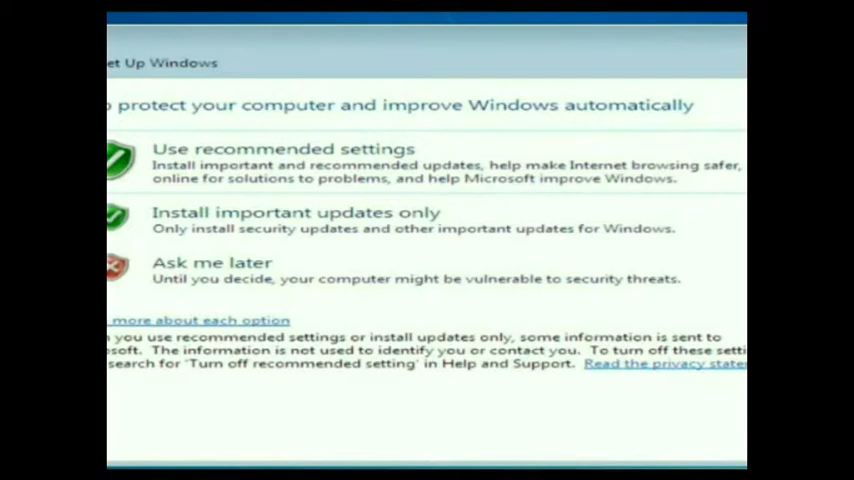 et Up Windows
o protect your computer and improve Windows automatically
Use recommended settings
Install important and recommended updates, help make Internet browsing safer,
online for solutions to problems, and help Microsoft improve Windows.
Install important updates only
Only install security updates and other important updates for Windows.
Ask me later
Until you decide, your computer might be vulnerable to security threats.
more about each option
you use recommended settings or install updates only, some information is sent to
soft. The information is not used to identify you or contact you. To turn off these setti
search for 'Turn off recommended setting' in Help and Support. Read the privacy state